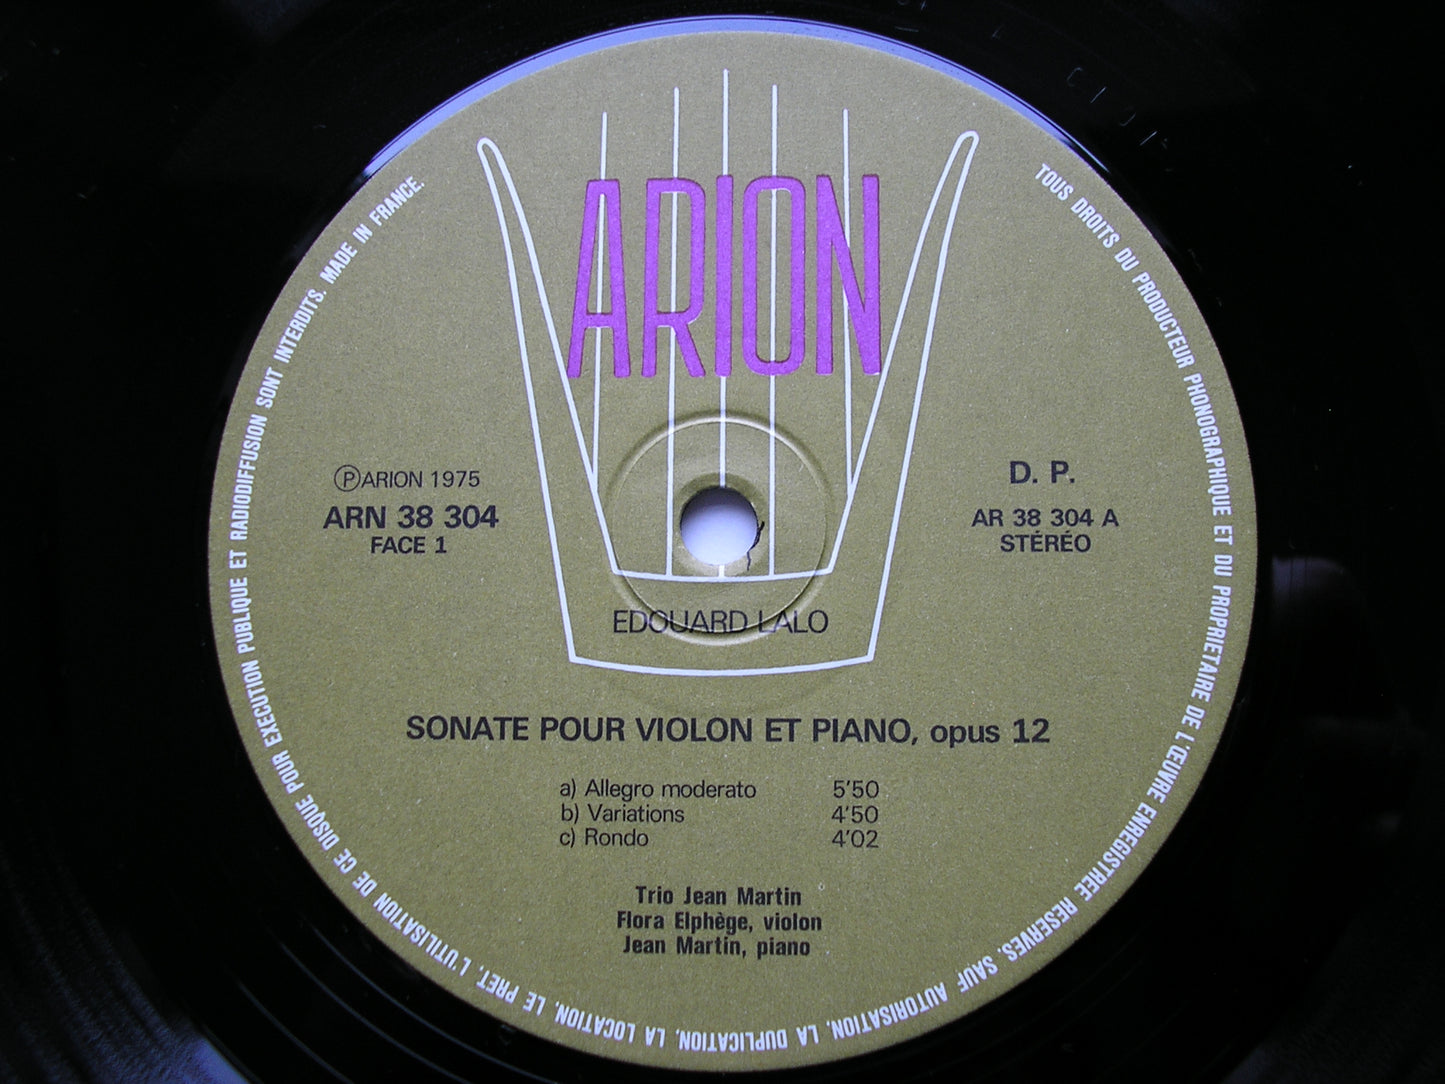 ARION
Ⓟ ARION 1975
ARN 38 304
FACE 1
D. P.
AR 38 304 A
STÉRÉO
EDOUARD LALO
SONATE POUR VIOLON ET PIANO, opus 12
a) Allegro moderato 5'50
b) Variations 4'50
c) Rondo 4'02
Trio Jean Martin
Flora Elphège, violon
Jean Martin, piano
TOUS DROITS DU PRODUCTEUR PHONOGRAPHIQUE ET DU PROPRIETAIRE DE L'ŒUVRE ENREGISTREE RESERVES. SAUF AUTORISATION, LA DUPLICATION, LA LOCATION, LE PRET, L'UTILISATION DE CE DISQUE POUR EXECUTION PUBLIQUE ET RADIODIFFUSION SONT INTERDITS. MADE IN FRANCE.